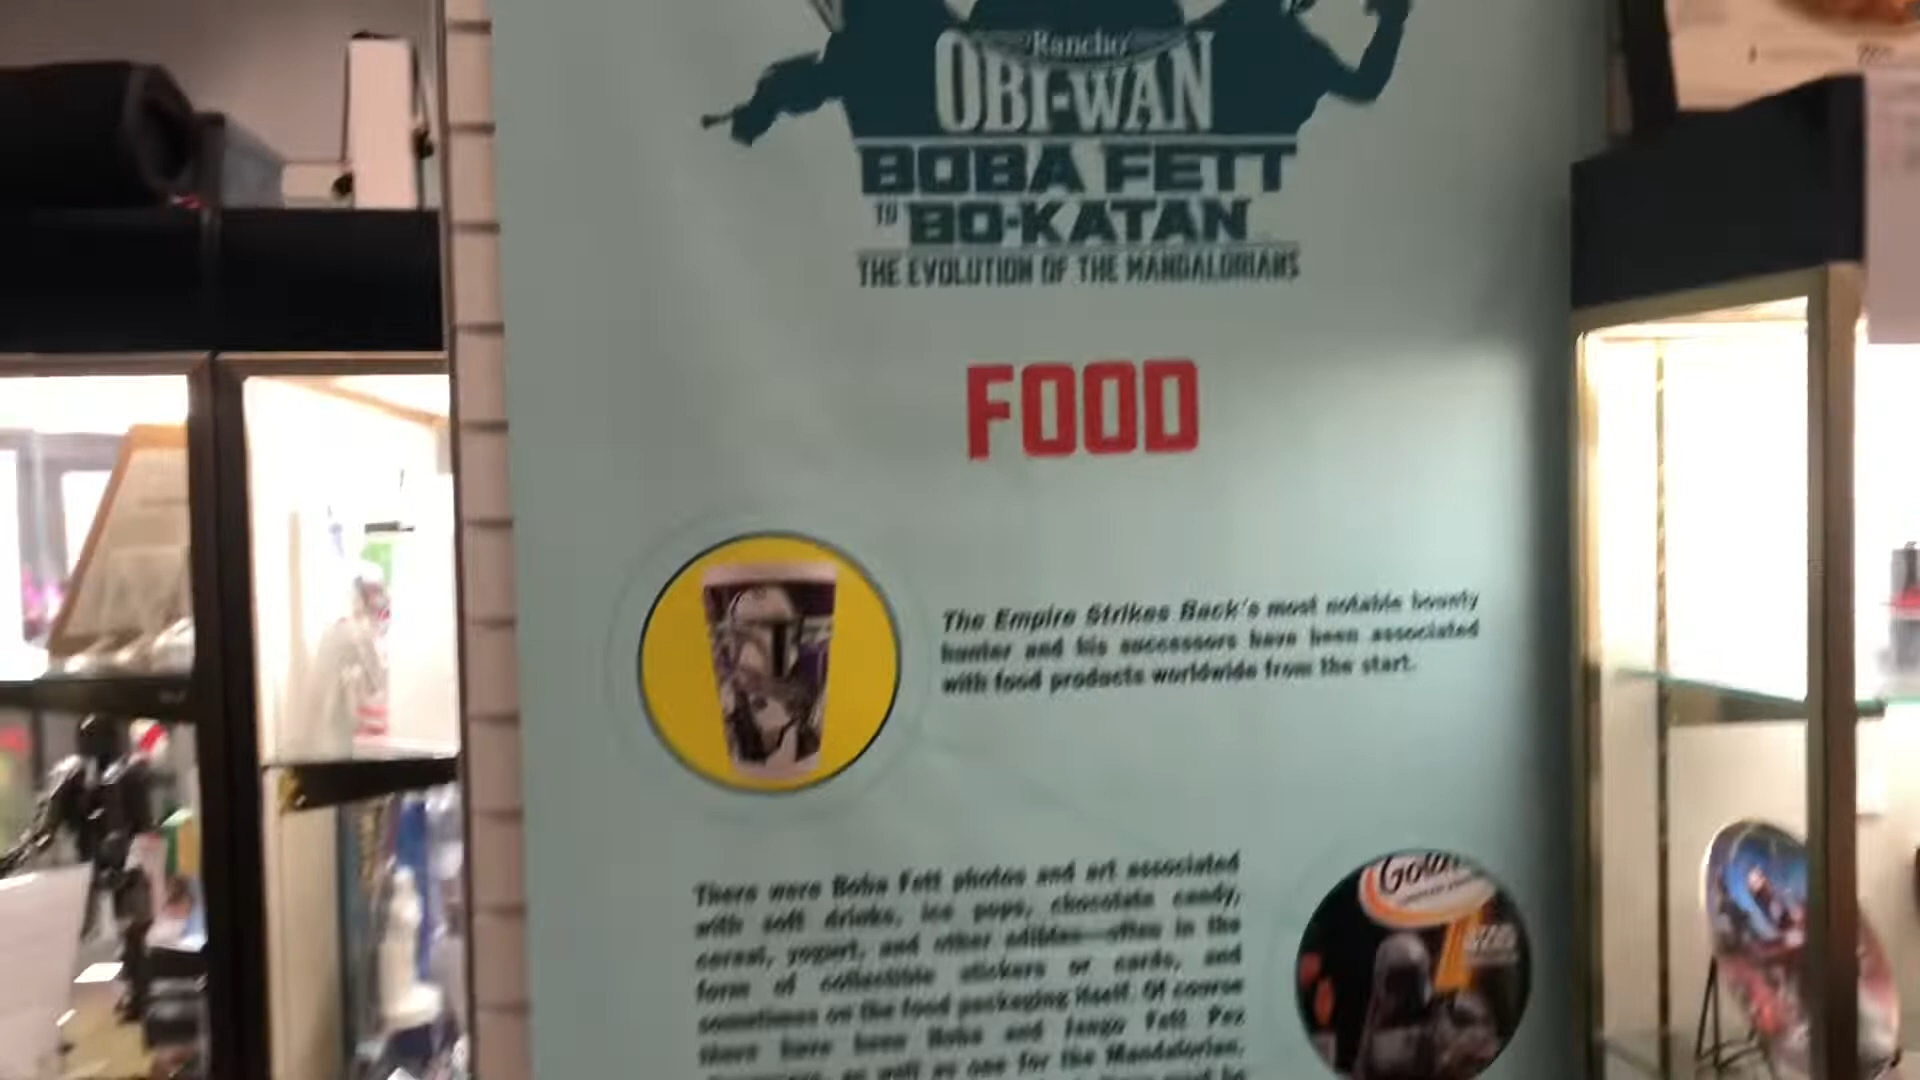 Rancho
OBI-WAN
BOBA FETT
TO BO-KATAN
THE EVOLUTION OF THE MANDALORIANS
FOOD
The Empire Strikes Back's most notable bounty
hunter and his successors have been associated
with food products worldwide from the start.
There were Boba Fett photos and art associated
with soft drinks, ice pops, chocolate candy,
cereal, yogurt, and other edibles—often in the
form of collectible stickers or cards, and
sometimes on the food packaging itself. Of course
there have been Boba and Jango Fett Pez
as well as one for the Mandalorian.